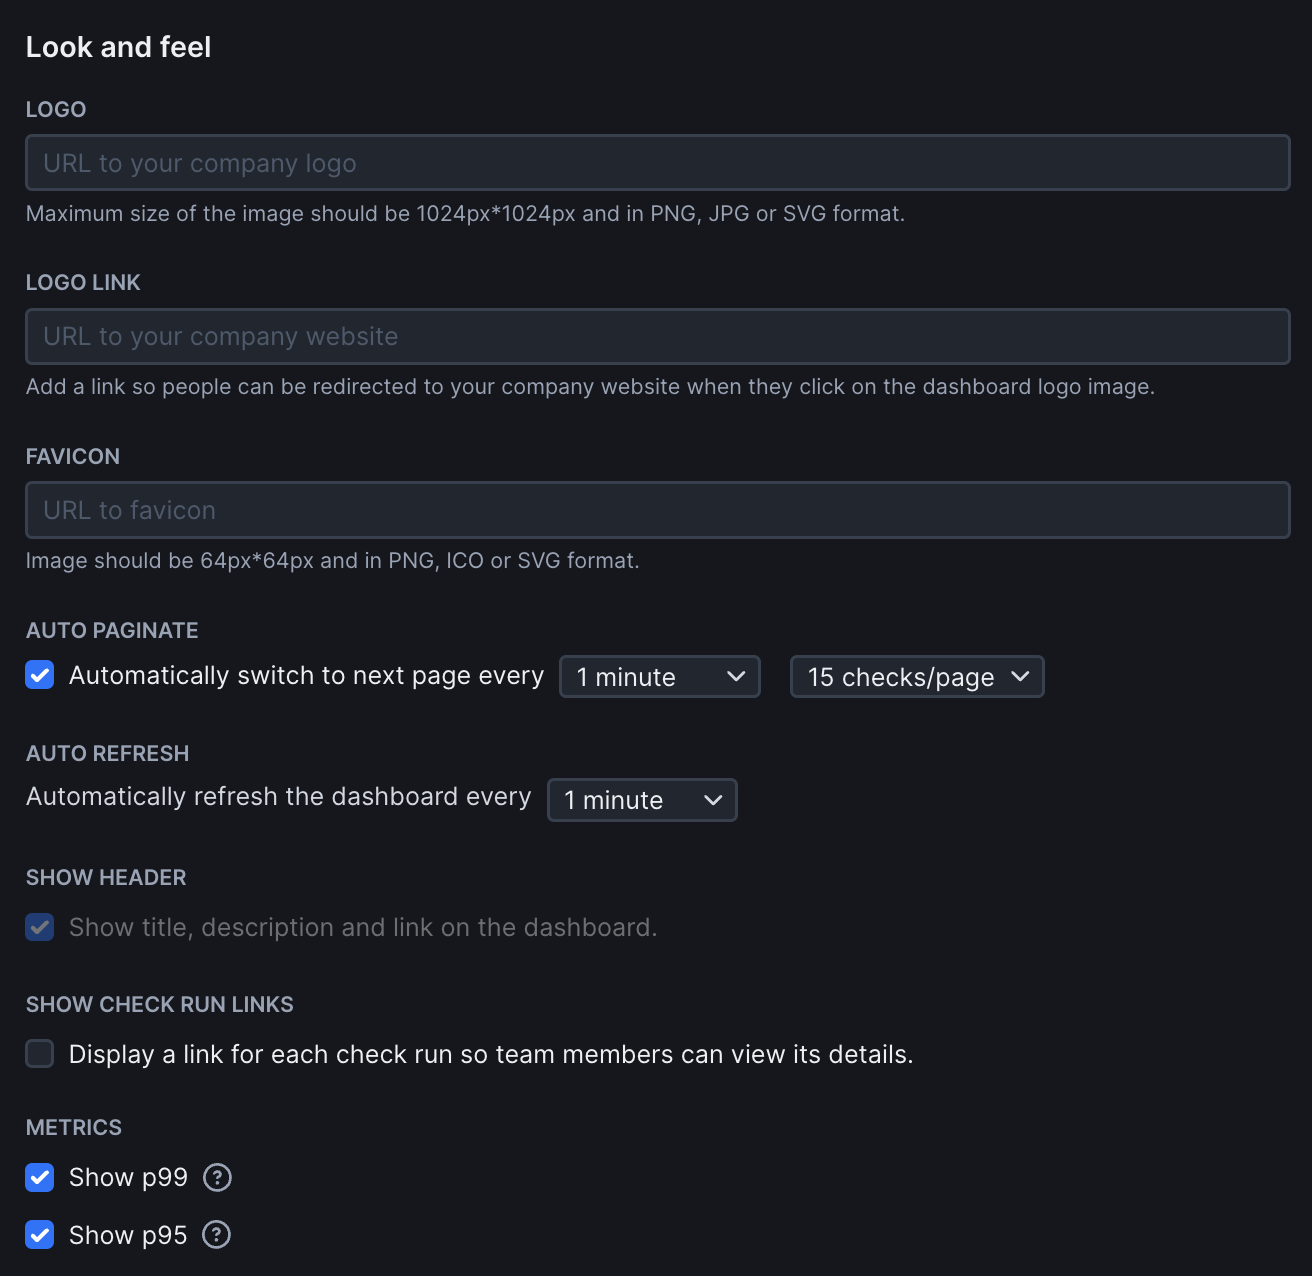 Look and feel
LOGO
URL to your company logo
Maximum size of the image should be 1024px*1024px and in PNG, JPG or SVG format.
LOGO LINK
URL to your company website
Add a link so people can be redirected to your company website when they click on the dashboard logo image.
FAVICON
URL to favicon
Image should be 64px*64px and in PNG, ICO or SVG format.
AUTO PAGINATE
Automatically switch to next page every 1 minute 15 checks/page
AUTO REFRESH
Automatically refresh the dashboard every 1 minute
SHOW HEADER
Show title, description and link on the dashboard.
SHOW CHECK RUN LINKS
Display a link for each check run so team members can view its details.
METRICS
Show p99 ?
Show p95 ?